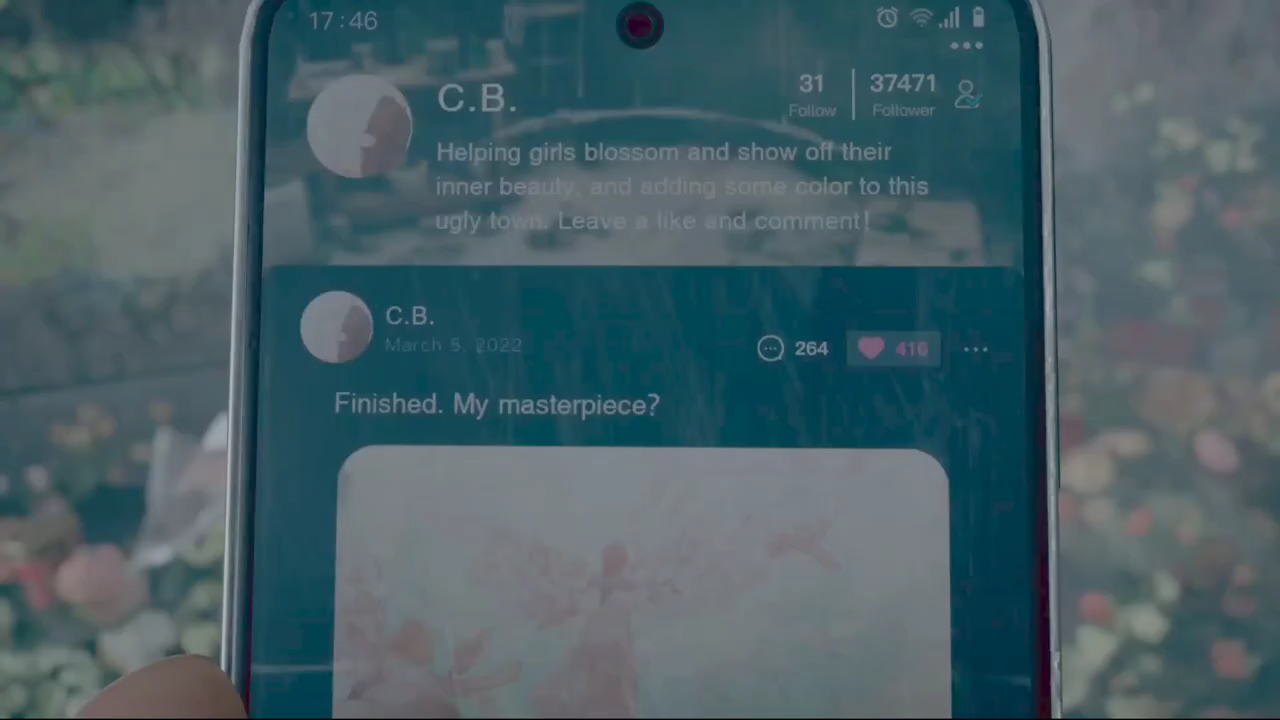 17:46
C.B.
31
Follow
37471
Follower
Helping girls blossom and show off their
inner beauty, and adding some color to this
ugly town. Leave a like and comment!
C.B.
March 5, 2022
264
416
Finished. My masterpiece?